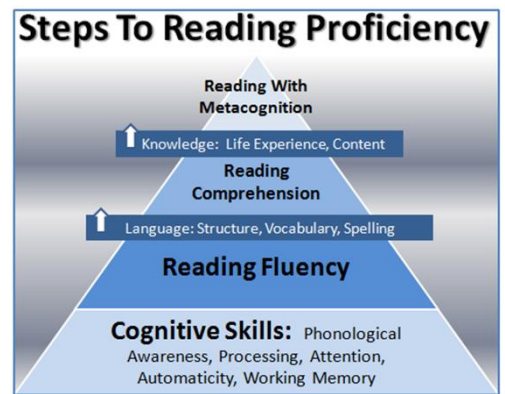 Steps To Reading Proficiency
Reading With
Metacognition
Knowledge: Life Experience, Content
Reading
Comprehension
Language: Structure, Vocabulary, Spelling
Reading Fluency
Cognitive Skills: Phonological
Awareness, Processing, Attention,
Automaticity, Working Memory